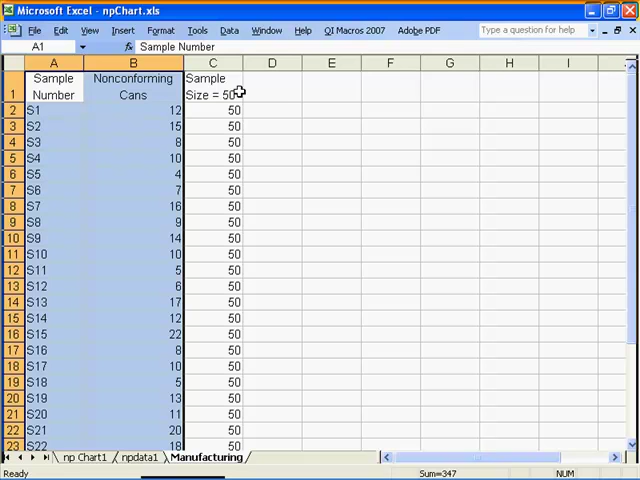 Microsoft Excel - npChart.xls
File Edit View Insert Format Tools Data Window Help QI Macros 2007 Adobe PDF Type a question for help
A1 fx Sample Number
A B C D E F G H I
1 Sample Number Nonconforming Cans Sample Size = 50
2 S1 12 50
3 S2 15 50
4 S3 8 50
5 S4 10 50
6 S5 4 50
7 S6 7 50
8 S7 16 50
9 S8 9 50
10 S9 14 50
11 S10 10 50
12 S11 5 50
13 S12 6 50
14 S13 17 50
15 S14 12 50
16 S15 22 50
17 S16 8 50
18 S17 10 50
19 S18 5 50
20 S19 13 50
21 S20 11 50
22 S21 20 50
23 S22 18 50
np Chart1 npdata1 Manufacturing
Ready Sum=347 NUM